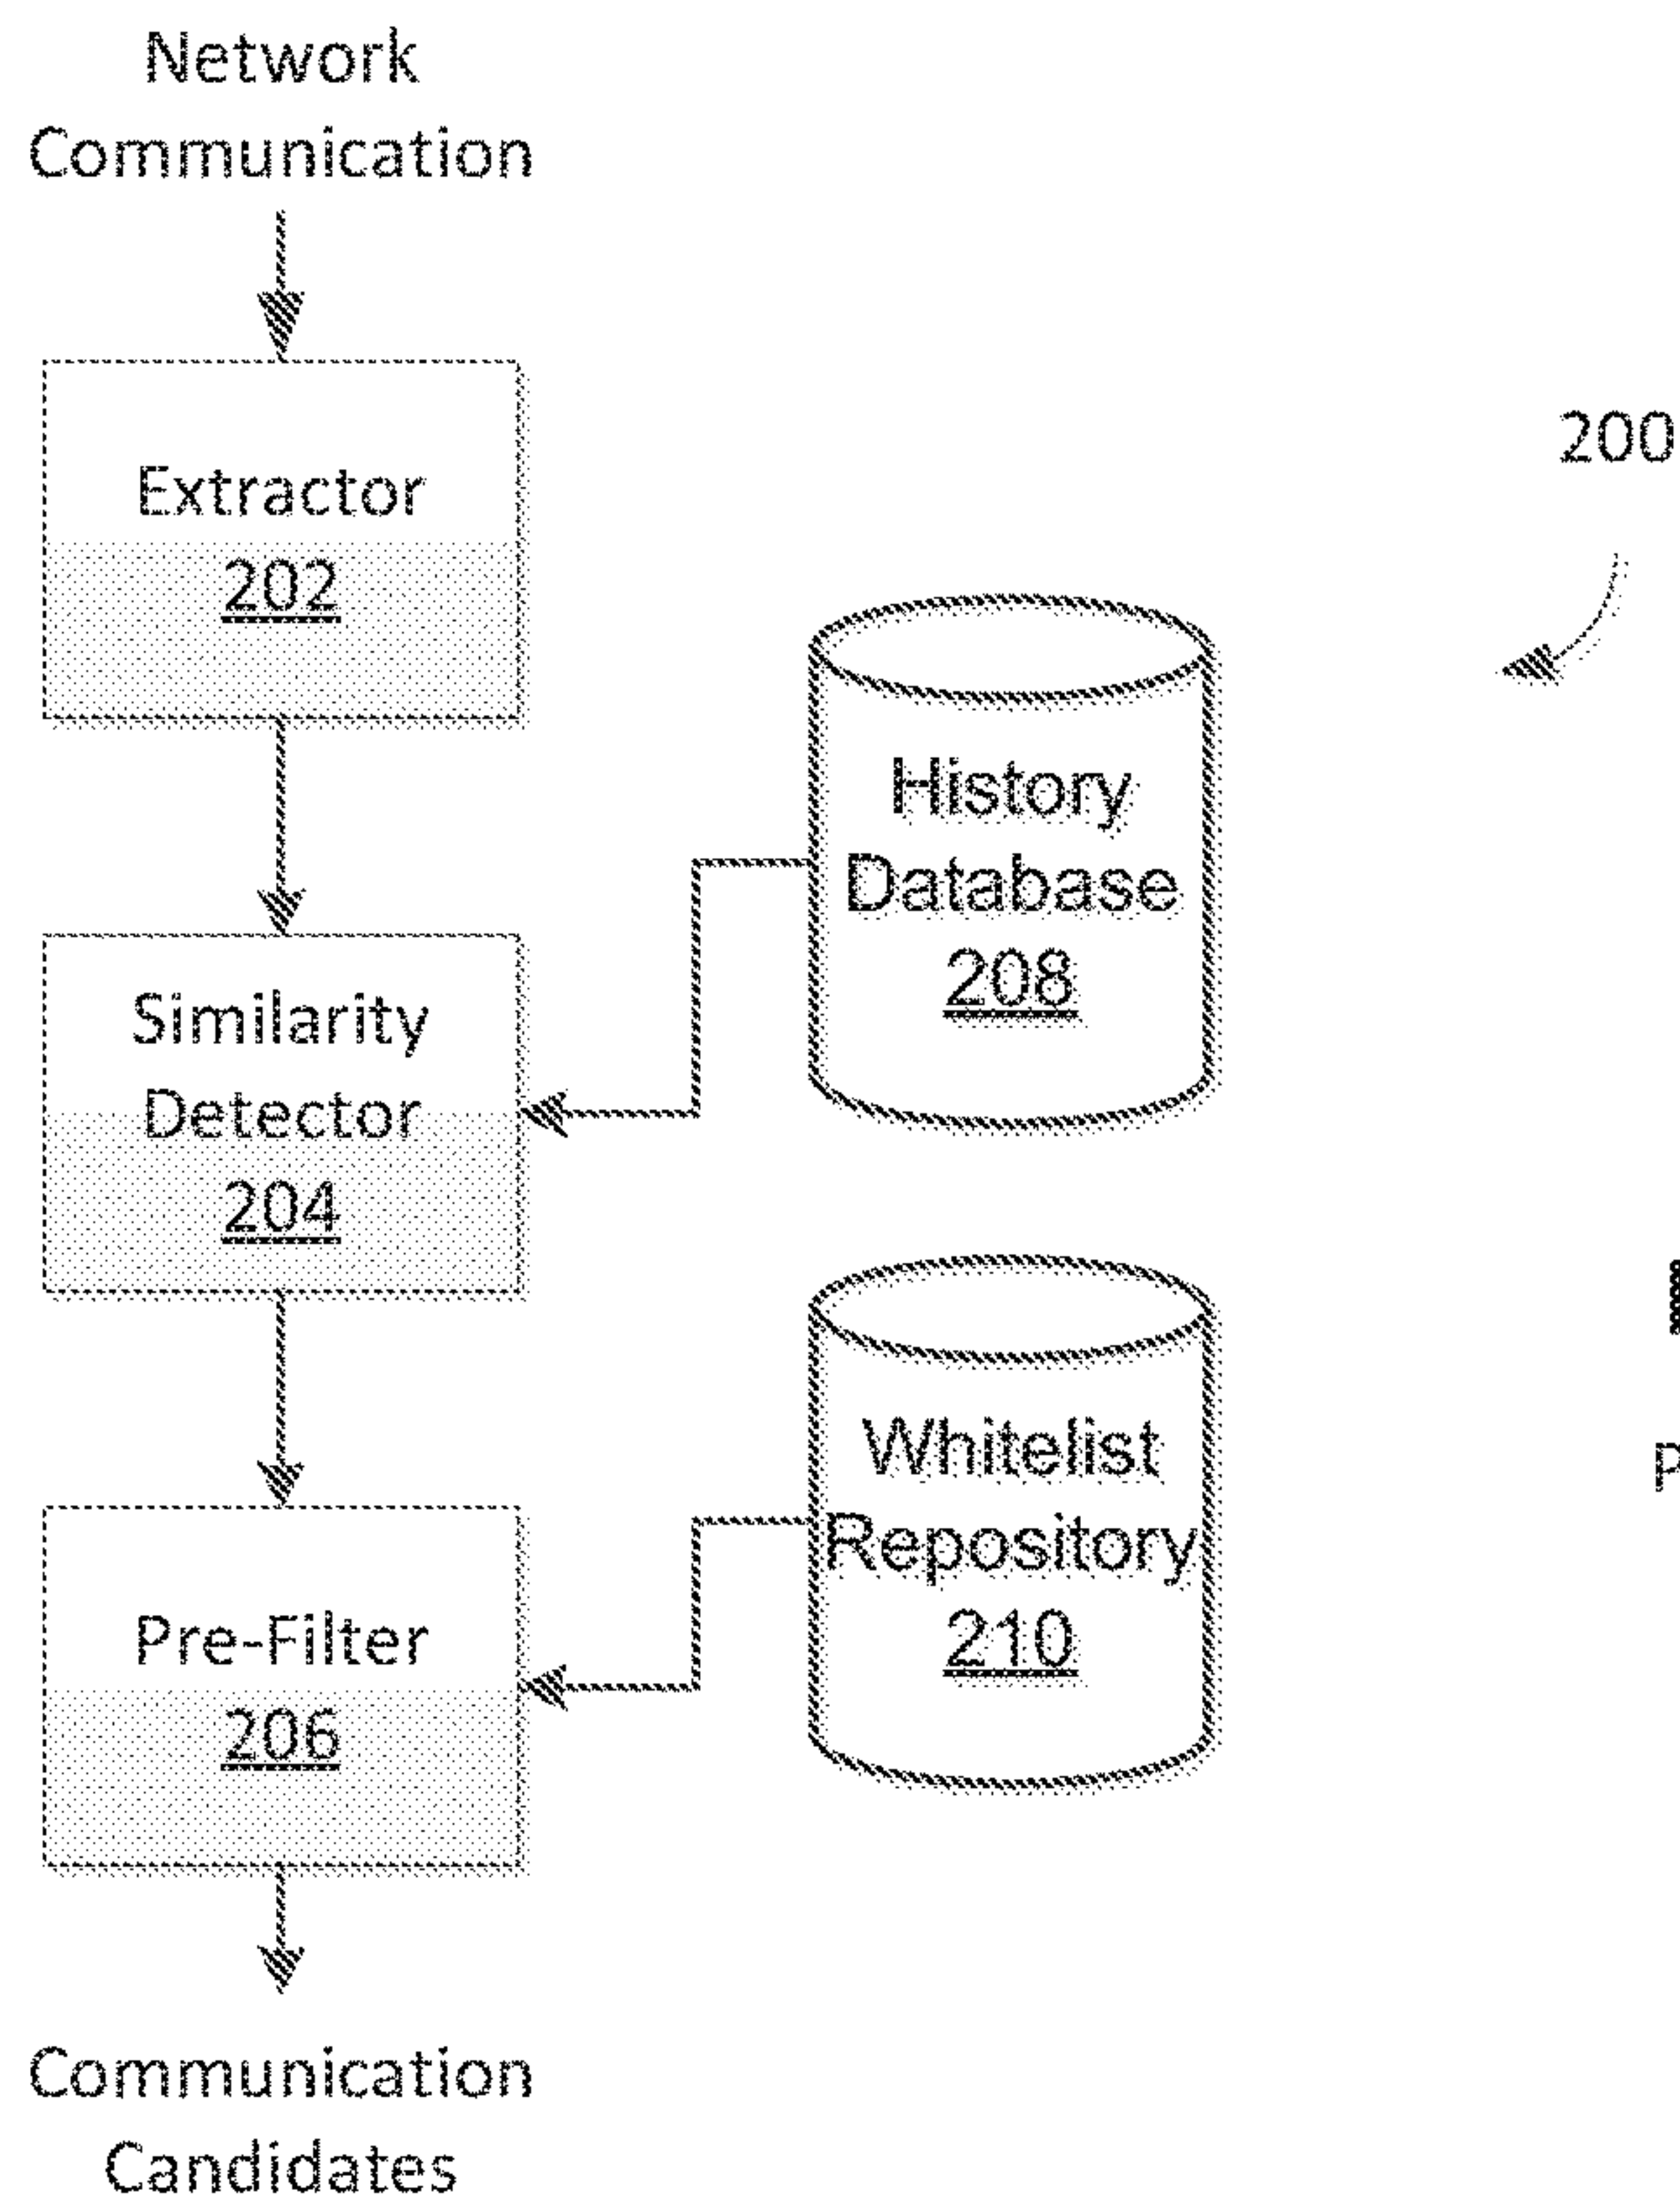 Network
Communication
Extractor
202
200
History
Database
208
Similarity
Detector
204
Whitelist
Repository
210
Pre-Filter
206
P
Communication
Candidates